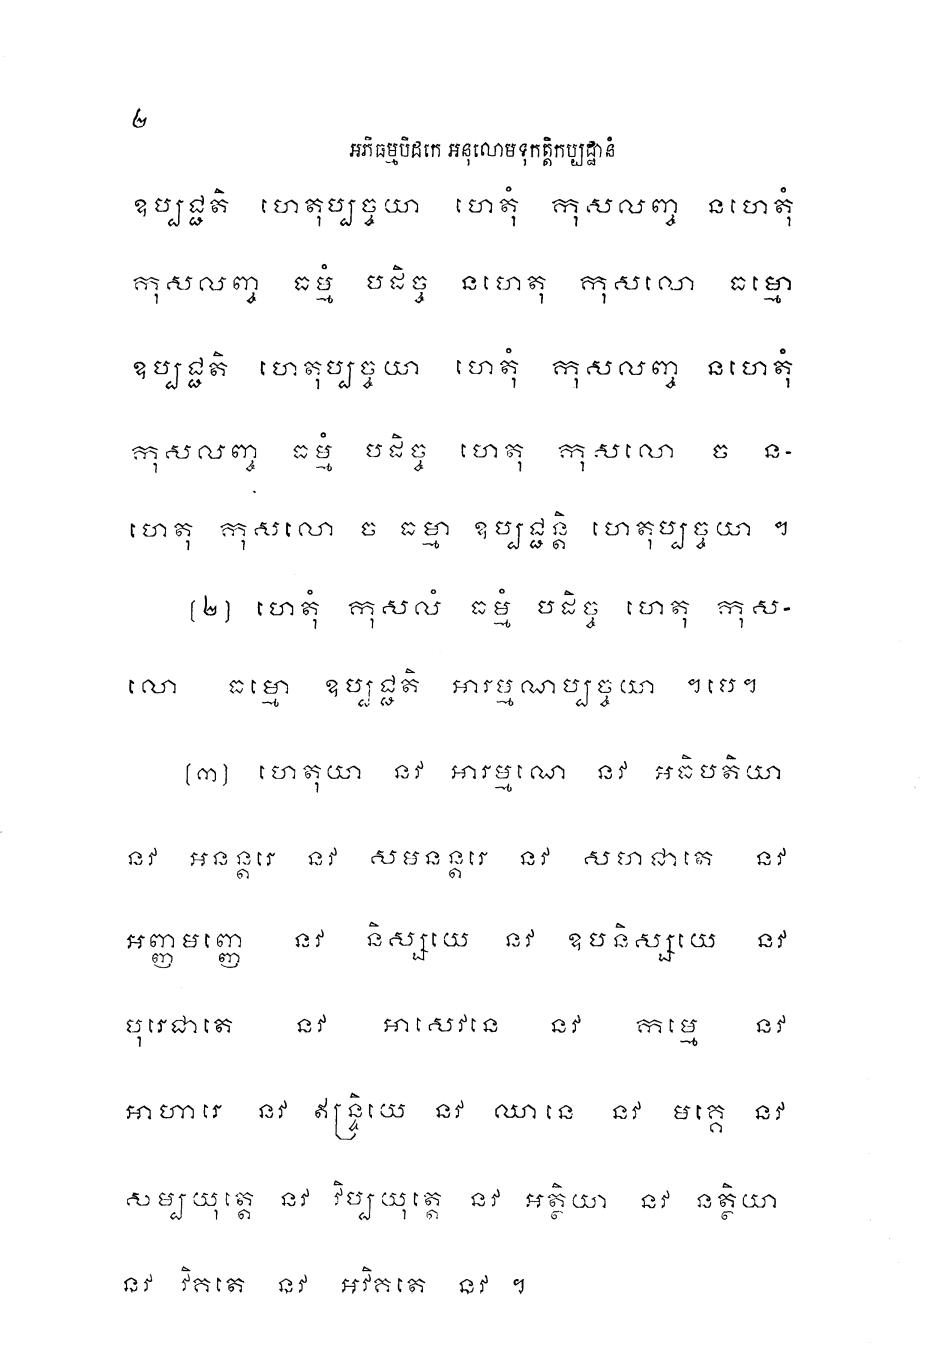 ២
អភិធម្មបិដកេ អនុលោមទុកត្តិកប្បដ្ឋានំ
ឧប្បជ្ជតិ ហេតុប្បច្ចយា ហេតុំ កុសលញ្ច នហេតុំ
កុសលញ្ច ធម្មំ បដិច្ច នហេតុ កុសលោ ធម្មោ
ឧប្បជ្ជតិ ហេតុប្បច្ចយា ហេតុំ កុសលញ្ច នហេតុំ
កុសលញ្ច ធម្មំ បដិច្ច ហេតុ កុសលោ ច ន-
ហេតុ កុសលោ ច ធម្មា ឧប្បជ្ជន្តិ ហេតុប្បច្ចយា ។
(២) ហេតុំ កុសលំ ធម្មំ បដិច្ច ហេតុ កុស-
លោ ធម្មោ ឧប្បជ្ជតិ អារម្មណប្បច្ចយា ។បេ។
(៣) ហេតុយា នវ អារម្មណេ នវ អធិបតិយា
នវ អនន្តរេ នវ សមនន្តរេ នវ សហជាតេ នវ
អញ្ញមញ្ញេ នវ និស្សយេ នវ ឧបនិស្សយេ នវ
បុរេជាតេ នវ អាសេវនេ នវ កម្មេ នវ
អាហារេ នវ ឥន្ទ្រិយេ នវ ឈានេ នវ មគ្គេ នវ
សម្បយុត្តេ នវ វិប្បយុត្តេ នវ អត្ថិយា នវ នត្ថិយា
នវ វិគតេ នវ អវិគតេ នវ ។